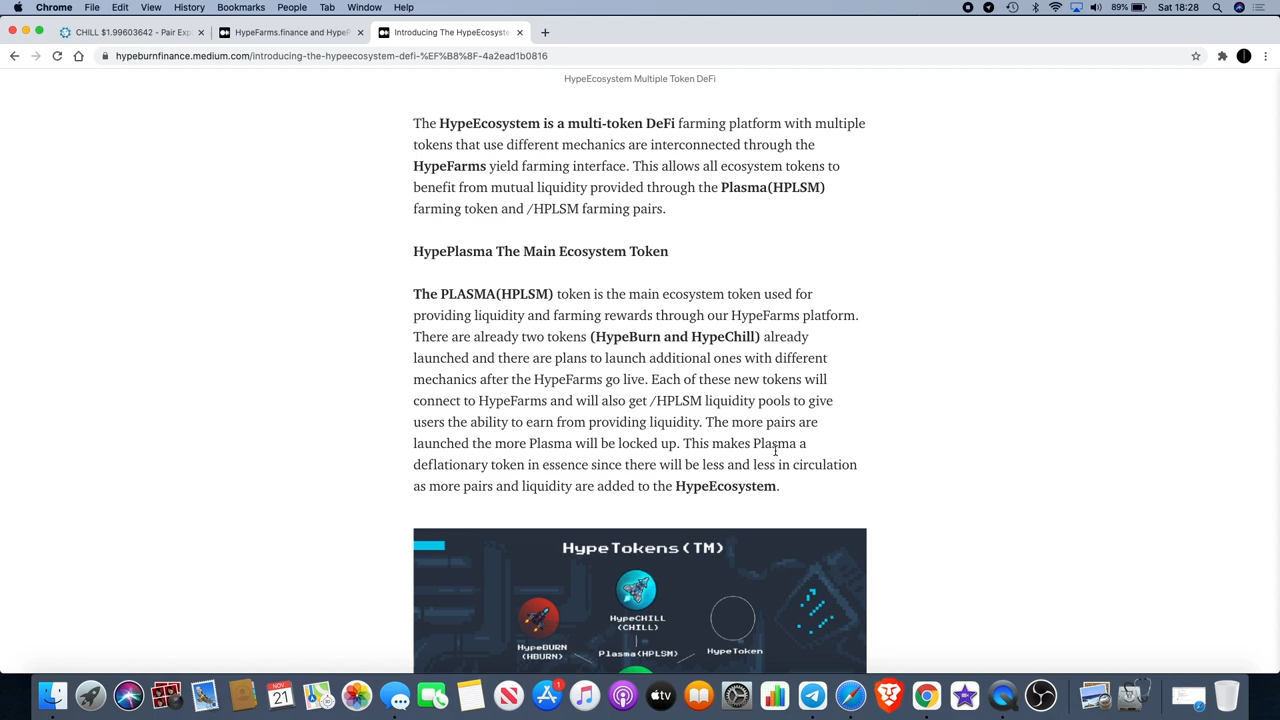 Chrome File Edit View History Bookmarks People Tab Window Help 89% Sat 18:28
CHILL $1.99603642 - Pair Exp HypeFarms.finance and HypeP Introducing The HypeEcosyste
hypeburnfinance.medium.com/introducing-the-hypeecosystem-defi-%EF%B8%8F-4a2ead1b0816
HypeEcosystem Multiple Token DeFi
The HypeEcosystem is a multi-token DeFi farming platform with multiple
tokens that use different mechanics are interconnected through the
HypeFarms yield farming interface. This allows all ecosystem tokens to
benefit from mutual liquidity provided through the Plasma(HPLSM)
farming token and /HPLSM farming pairs.
HypePlasma The Main Ecosystem Token
The PLASMA(HPLSM) token is the main ecosystem token used for
providing liquidity and farming rewards through our HypeFarms platform.
There are already two tokens (HypeBurn and HypeChill) already
launched and there are plans to launch additional ones with different
mechanics after the HypeFarms go live. Each of these new tokens will
connect to HypeFarms and will also get /HPLSM liquidity pools to give
users the ability to earn from providing liquidity. The more pairs are
launched the more Plasma will be locked up. This makes Plasma a
deflationary token in essence since there will be less and less in circulation
as more pairs and liquidity are added to the HypeEcosystem.
HypeTokens(TM)
HypeCHILL
(CHILL)
HypeBURN
(HBURN)
Plasma(HPLSM)
HypeToken
NOV
21
1
tv